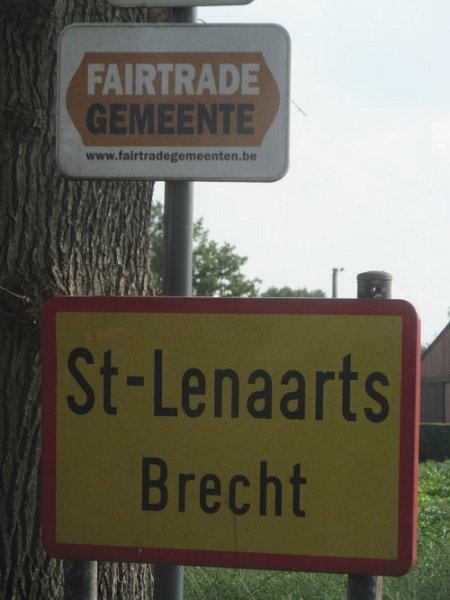 FAIRTRADE
GEMEENTE
www.fairtradegemeenten.be
St-Lenaarts
Brecht